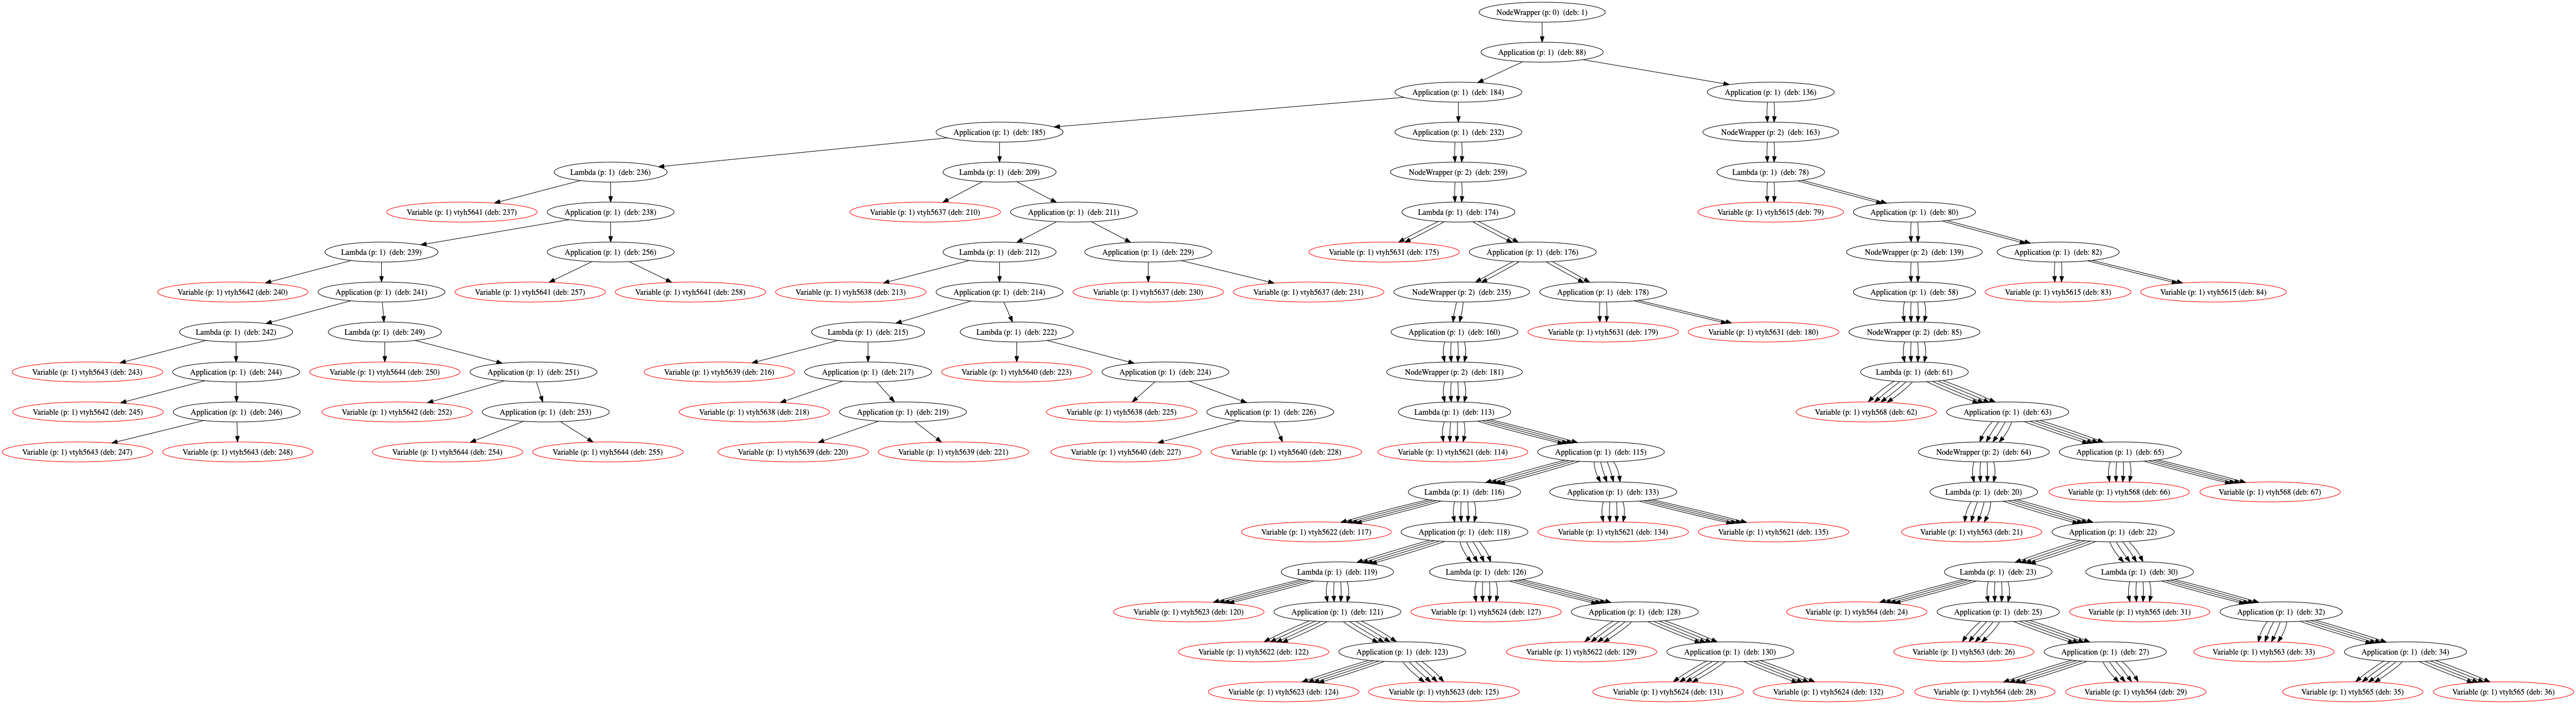 NodeWrapper (p: 0) (deb: 1)
Application (p: 1) (deb: 88)
Application (p: 1) (deb: 184)
Application (p: 1) (deb: 136)
Application (p: 1) (deb: 185)
Application (p: 1) (deb: 232)
NodeWrapper (p: 2) (deb: 163)
Lambda (p: 1) (deb: 236)
Lambda (p: 1) (deb: 209)
NodeWrapper (p: 2) (deb: 259)
Lambda (p: 1) (deb: 78)
Variable (p: 1) vtyh5641 (deb: 237)
Application (p: 1) (deb: 238)
Variable (p: 1) vtyh5637 (deb: 210)
Application (p: 1) (deb: 211)
Lambda (p: 1) (deb: 174)
Variable (p: 1) vtyh5615 (deb: 79)
Application (p: 1) (deb: 80)
Lambda (p: 1) (deb: 239)
Application (p: 1) (deb: 256)
Lambda (p: 1) (deb: 212)
Application (p: 1) (deb: 229)
Variable (p: 1) vtyh5631 (deb: 175)
Application (p: 1) (deb: 176)
NodeWrapper (p: 2) (deb: 139)
Application (p: 1) (deb: 82)
Variable (p: 1) vtyh5642 (deb: 240)
Application (p: 1) (deb: 241)
Variable (p: 1) vtyh5641 (deb: 257)
Variable (p: 1) vtyh5641 (deb: 258)
Variable (p: 1) vtyh5638 (deb: 213)
Application (p: 1) (deb: 214)
Variable (p: 1) vtyh5637 (deb: 230)
Variable (p: 1) vtyh5637 (deb: 231)
NodeWrapper (p: 2) (deb: 235)
Application (p: 1) (deb: 178)
Application (p: 1) (deb: 58)
Variable (p: 1) vtyh5615 (deb: 83)
Variable (p: 1) vtyh5615 (deb: 84)
Lambda (p: 1) (deb: 242)
Lambda (p: 1) (deb: 249)
Lambda (p: 1) (deb: 215)
Lambda (p: 1) (deb: 222)
Application (p: 1) (deb: 160)
Variable (p: 1) vtyh5631 (deb: 179)
Variable (p: 1) vtyh5631 (deb: 180)
NodeWrapper (p: 2) (deb: 85)
Variable (p: 1) vtyh5643 (deb: 243)
Application (p: 1) (deb: 244)
Variable (p: 1) vtyh5644 (deb: 250)
Application (p: 1) (deb: 251)
Variable (p: 1) vtyh5639 (deb: 216)
Application (p: 1) (deb: 217)
Variable (p: 1) vtyh5640 (deb: 223)
Application (p: 1) (deb: 224)
NodeWrapper (p: 2) (deb: 181)
Lambda (p: 1) (deb: 61)
Variable (p: 1) vtyh5642 (deb: 245)
Application (p: 1) (deb: 246)
Variable (p: 1) vtyh5642 (deb: 252)
Application (p: 1) (deb: 253)
Variable (p: 1) vtyh5638 (deb: 218)
Application (p: 1) (deb: 219)
Variable (p: 1) vtyh5638 (deb: 225)
Application (p: 1) (deb: 226)
Lambda (p: 1) (deb: 113)
Variable (p: 1) vtyh568 (deb: 62)
Application (p: 1) (deb: 63)
Variable (p: 1) vtyh5643 (deb: 247)
Variable (p: 1) vtyh5643 (deb: 248)
Variable (p: 1) vtyh5644 (deb: 254)
Variable (p: 1) vtyh5644 (deb: 255)
Variable (p: 1) vtyh5639 (deb: 220)
Variable (p: 1) vtyh5639 (deb: 221)
Variable (p: 1) vtyh5640 (deb: 227)
Variable (p: 1) vtyh5640 (deb: 228)
Variable (p: 1) vtyh5621 (deb: 114)
Application (p: 1) (deb: 115)
NodeWrapper (p: 2) (deb: 64)
Application (p: 1) (deb: 65)
Lambda (p: 1) (deb: 116)
Application (p: 1) (deb: 133)
Lambda (p: 1) (deb: 20)
Variable (p: 1) vtyh568 (deb: 66)
Variable (p: 1) vtyh568 (deb: 67)
Variable (p: 1) vtyh5622 (deb: 117)
Application (p: 1) (deb: 118)
Variable (p: 1) vtyh5621 (deb: 134)
Variable (p: 1) vtyh5621 (deb: 135)
Variable (p: 1) vtyh563 (deb: 21)
Application (p: 1) (deb: 22)
Lambda (p: 1) (deb: 119)
Lambda (p: 1) (deb: 126)
Lambda (p: 1) (deb: 23)
Lambda (p: 1) (deb: 30)
Variable (p: 1) vtyh5623 (deb: 120)
Application (p: 1) (deb: 121)
Variable (p: 1) vtyh5624 (deb: 127)
Application (p: 1) (deb: 128)
Variable (p: 1) vtyh564 (deb: 24)
Application (p: 1) (deb: 25)
Variable (p: 1) vtyh565 (deb: 31)
Application (p: 1) (deb: 32)
Variable (p: 1) vtyh5622 (deb: 122)
Application (p: 1) (deb: 123)
Variable (p: 1) vtyh5622 (deb: 129)
Application (p: 1) (deb: 130)
Variable (p: 1) vtyh563 (deb: 26)
Application (p: 1) (deb: 27)
Variable (p: 1) vtyh563 (deb: 33)
Application (p: 1) (deb: 34)
Variable (p: 1) vtyh5623 (deb: 124)
Variable (p: 1) vtyh5623 (deb: 125)
Variable (p: 1) vtyh5624 (deb: 131)
Variable (p: 1) vtyh5624 (deb: 132)
Variable (p: 1) vtyh564 (deb: 28)
Variable (p: 1) vtyh564 (deb: 29)
Variable (p: 1) vtyh565 (deb: 35)
Variable (p: 1) vtyh565 (deb: 36)